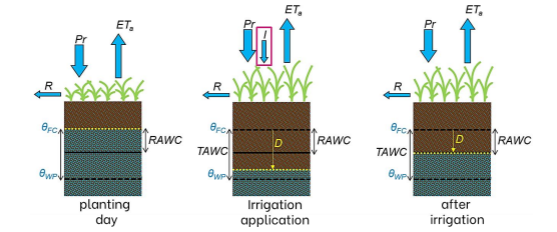 ETa
Pr
R
θFC
RAWC
θWP
planting
day
ETa
Pr
I
R
θFC
D
RAWC
TAWC
θWP
Irrigation
application
ETa
Pr
R
θFC
D
RAWC
TAWC
θWP
after
irrigation